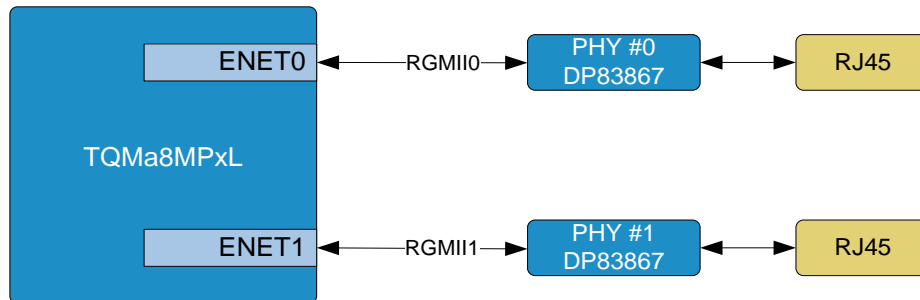 ENET0
RGMII0
PHY #0
DP83867
RJ45
TQMa8MPxL
ENET1
RGMII1
PHY #1
DP83867
RJ45